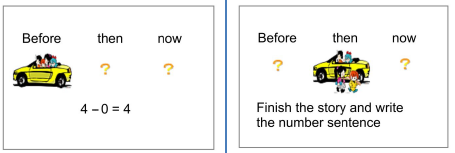 Before then now
? ?
4 – 0 = 4
Before then now
? ?
Finish the story and write
the number sentence